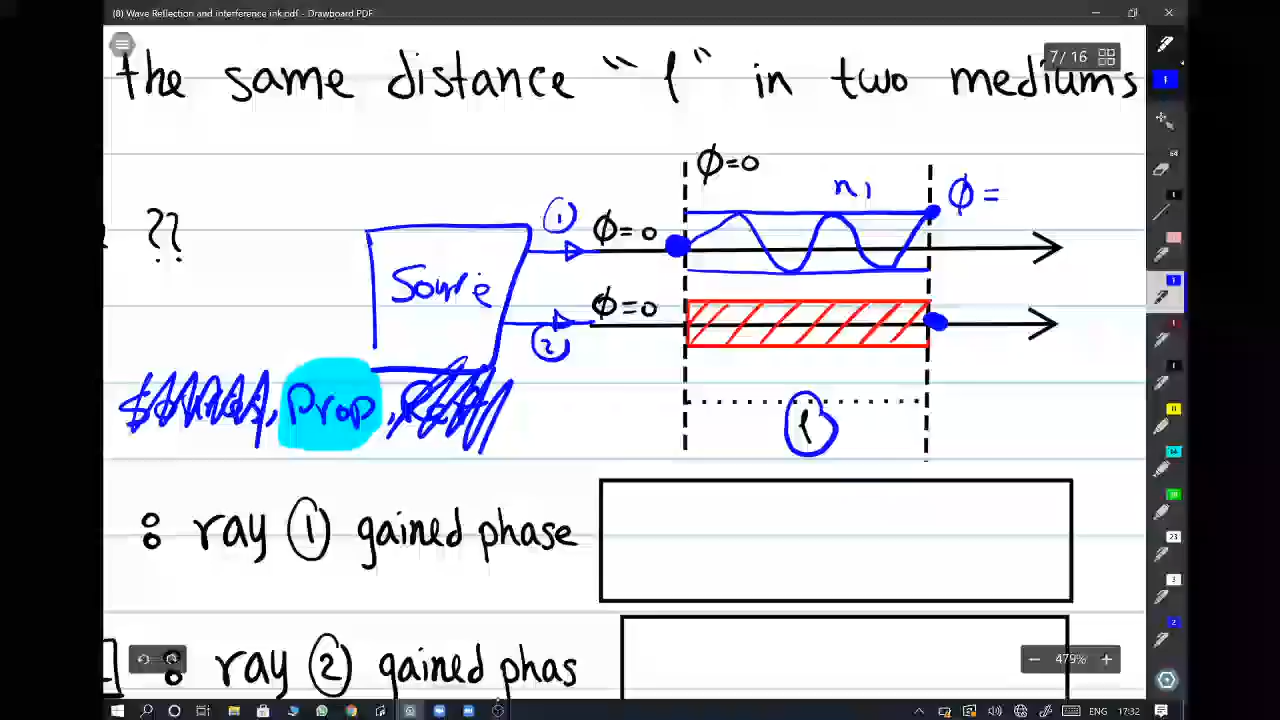 (8) Wave Reflection and interference ink.pdf - Drawboard PDF
the same distance "l" in two mediums
7 / 16
ϕ=0
n1
ϕ =
①
ϕ= 0
??
Source
ϕ=0
②
, Prop,
l
: ray ① gained phase
: ray ② gained phas
479%
ENG
17:32